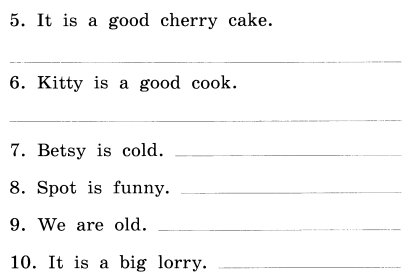 5. It is a good cherry cake.
6. Kitty is a good cook.
7. Betsy is cold.
8. Spot is funny.
9. We are old.
10. It is a big lorry.